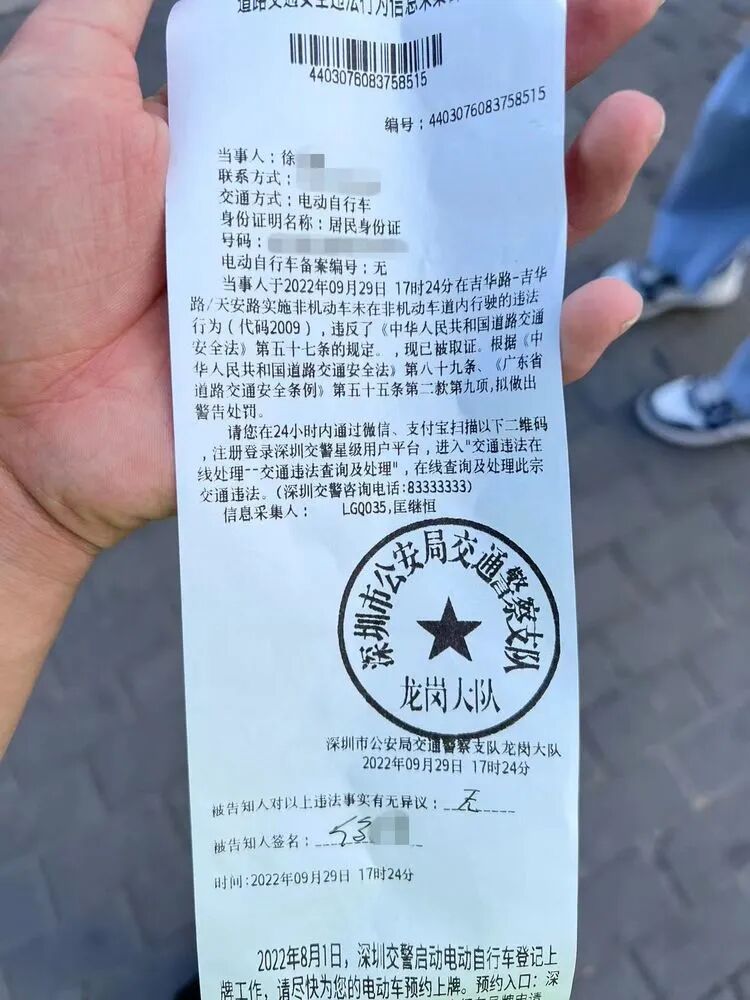 道路交通安全违法行为信息采集
4403076083758515
编号：4403076083758515
当事人：徐
联系方式：
交通方式：电动自行车
身份证明名称：居民身份证
号码：
电动自行车备案编号：无
当事人于2022年09月29日 17时24分在吉华路-吉华
路/天安路实施非机动车未在非机动车道内行驶的违法
行为（代码2009），违反了《中华人民共和国道路交通
安全法》第五十七条的规定。，现已被取证。根据《中
华人民共和国道路交通安全法》第八十九条、《广东省
道路交通安全条例》第五十五条第二款第九项，拟做出
警告处罚。
请您在24小时内通过微信、支付宝扫描以下二维码
，注册登录深圳交警星级用户平台，进入"交通违法在
线处理--交通违法查询及处理"，在线查询及处理此宗
交通违法。(深圳交警咨询电话:83333333)
信息采集人： LGQ035,匡继恒
深圳市公安局交通警察支队
龙岗大队
深圳市公安局交通警察支队龙岗大队
2022年09月29日 17时24分
被告知人对以上违法事实有无异议：无
被告知人签名：徐
时间:2022年09月29日 17时24分
2022年8月1日，深圳交警启动电动自行车登记上
牌工作，请尽快为您的电动车预约上牌。预约入口：深